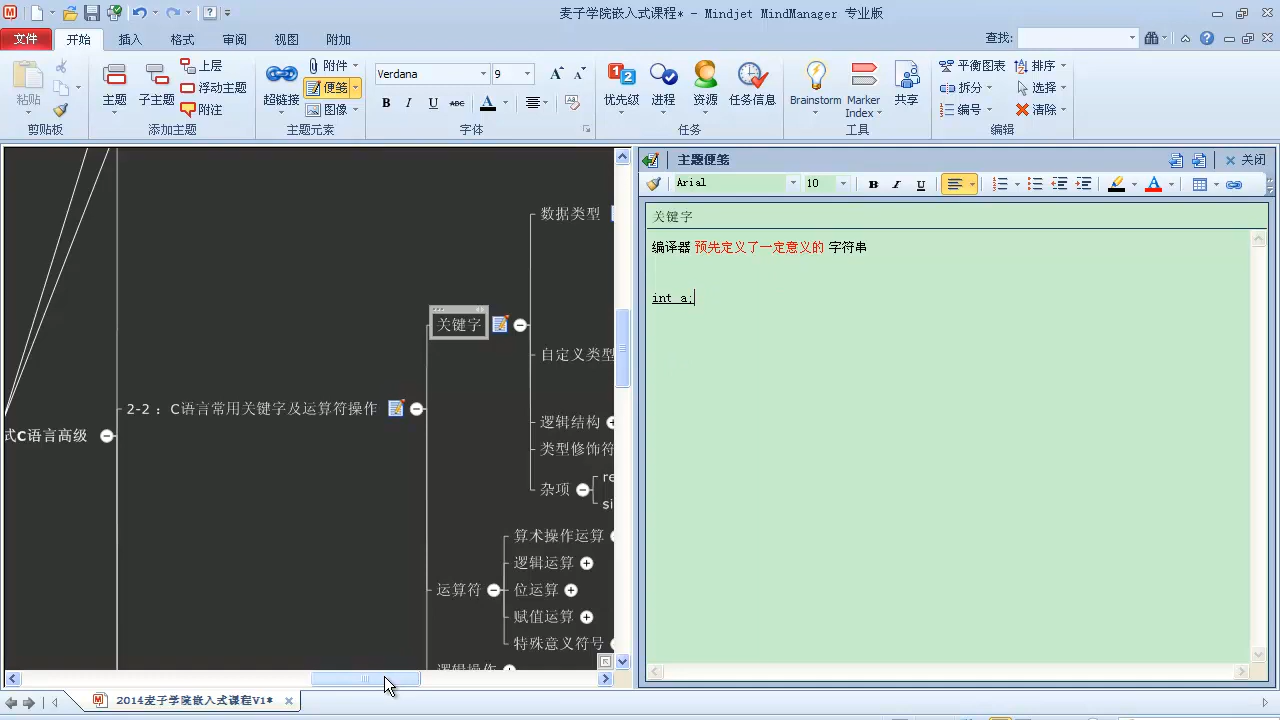 麦子学院嵌入式课程* - Mindjet MindManager 专业版
文件 开始 插入 格式 审阅 视图 附加 查找:
粘贴 主题 子主题 上层 浮动主题 附注 超链接 附件 便笺 图像 Verdana 9 优先级 进程 资源 任务信息 Brainstorm Marker Index 共享 平衡图表 拆分 编号 排序 选择 清除
B I U ABC A
剪贴板 添加主题 主题元素 字体 任务 工具 编辑
主题便笺 关闭
Arial 10 B I U A
关键字
编译器 预先定义了一定意义的 字符串
int a;
数据类型
关键字
自定义类型
2-2 : C语言常用关键字及运算符操作
式C语言高级
逻辑结构
类型修饰符
杂项
re
si
算术操作运算
逻辑运算
运算符
位运算
赋值运算
特殊意义符号
逻辑操作
2014麦子学院嵌入式课程V1*